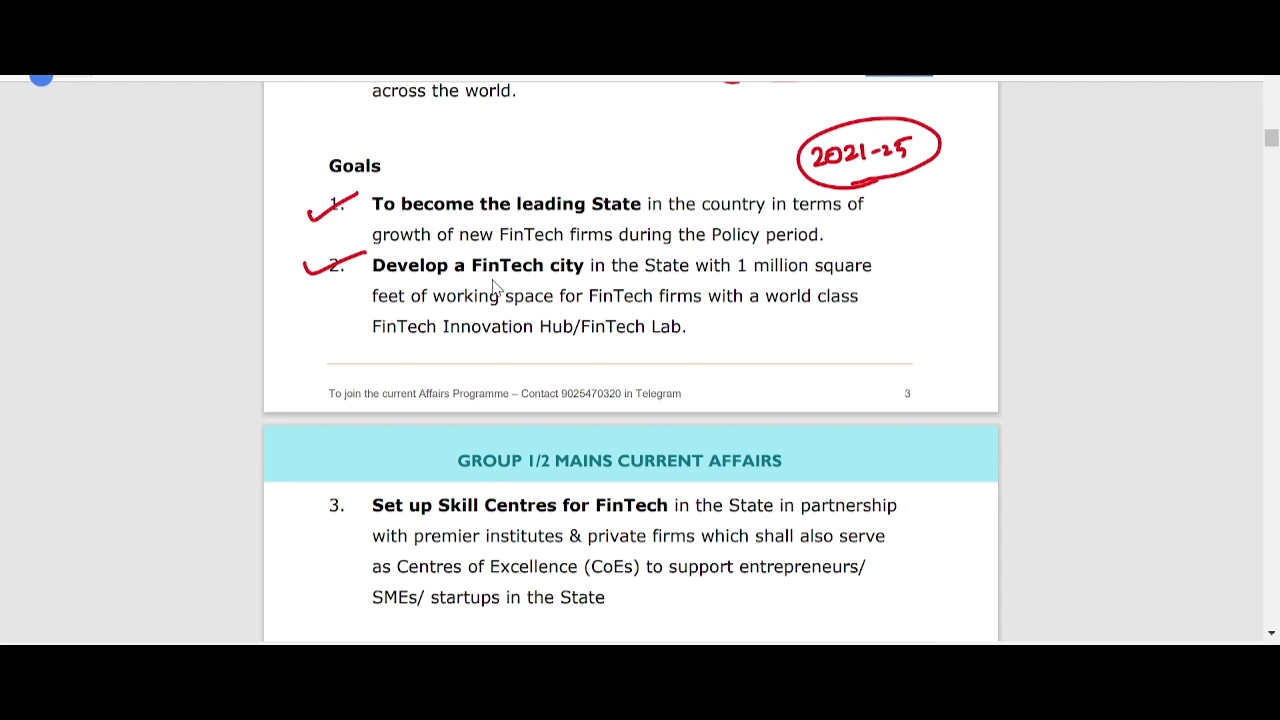 across the world.
2021-25
Goals
1. To become the leading State in the country in terms of
growth of new FinTech firms during the Policy period.
2. Develop a FinTech city in the State with 1 million square
feet of working space for FinTech firms with a world class
FinTech Innovation Hub/FinTech Lab.
To join the current Affairs Programme – Contact 9025470320 in Telegram 3
GROUP 1/2 MAINS CURRENT AFFAIRS
3. Set up Skill Centres for FinTech in the State in partnership
with premier institutes & private firms which shall also serve
as Centres of Excellence (CoEs) to support entrepreneurs/
SMEs/ startups in the State